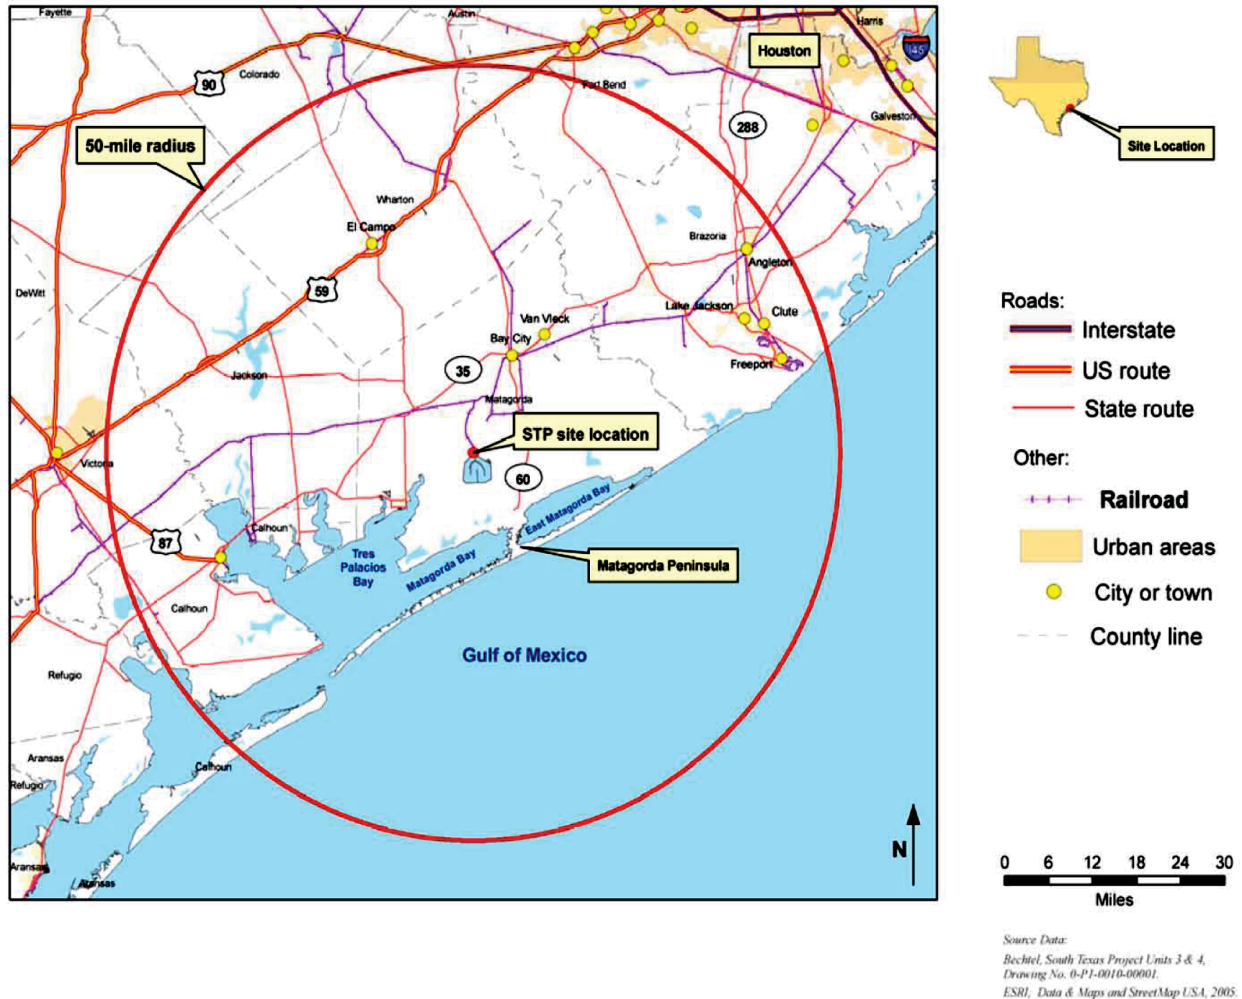 Fayette
Austin
Harris
Houston
I45
Colorado
90
Fort Bend
Galveston
288
50-mile radius
Site Location
Wharton
El Campo
Brazoria
Angleton
DeWitt
59
Roads:
Interstate
US route
State route
Lake Jackson
Clute
Van Vleck
Bay City
35
Freeport
Jackson
Matagorda
STP site location
Victoria
60
Other:
Railroad
Urban areas
City or town
County line
East Matagorda Bay
Calhoun
87
Tres
Palacios
Bay
Matagorda Bay
Matagorda Peninsula
Calhoun
Gulf of Mexico
Refugio
Aransas
Calhoun
Refugio
N
Aransas
Aransas
0 6 12 18 24 30
Miles
Source Data:
Bechtel, South Texas Project Units 3 & 4,
Drawing No. 0-P1-0010-00001.
ESRI, Data & Maps and StreetMap USA, 2005.